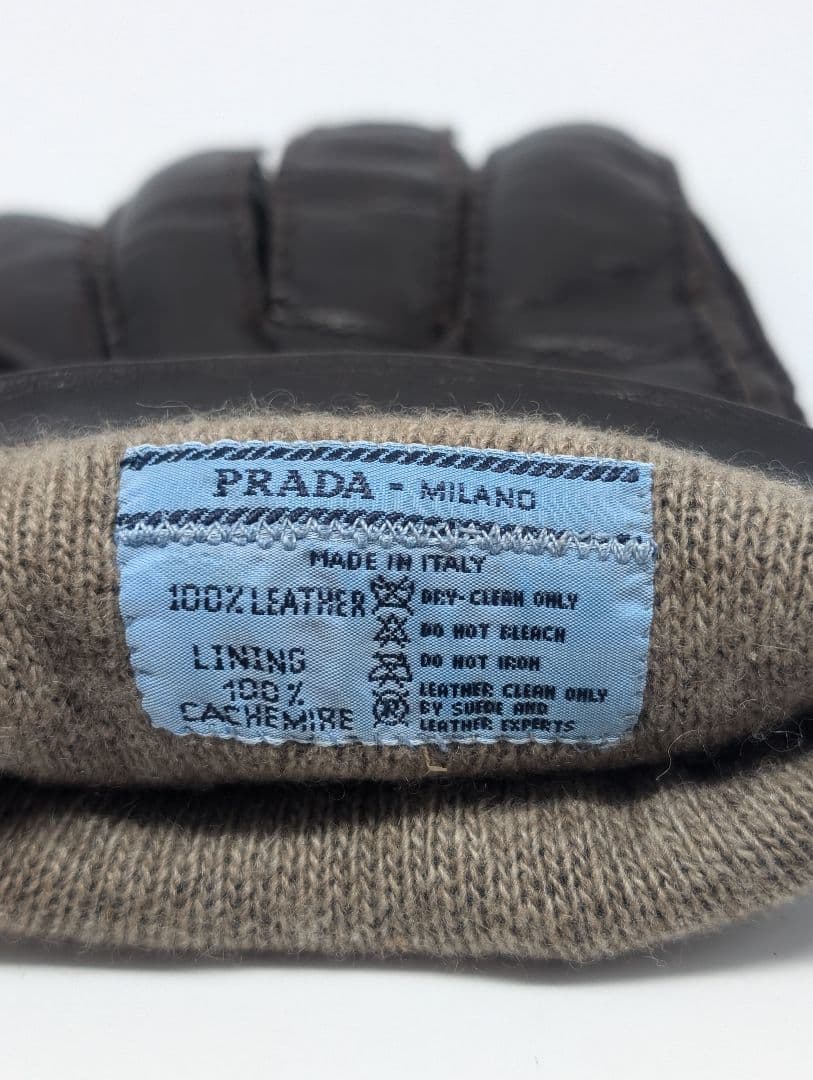 PRADA - MILANO
MADE IN ITALY
100% LEATHER
LINING
100%
CACHEMIRE
DRY-CLEAN ONLY
DO NOT BLEACH
DO NOT IRON
LEATHER CLEAN ONLY
BY SUEDE AND
LEATHER EXPERTS